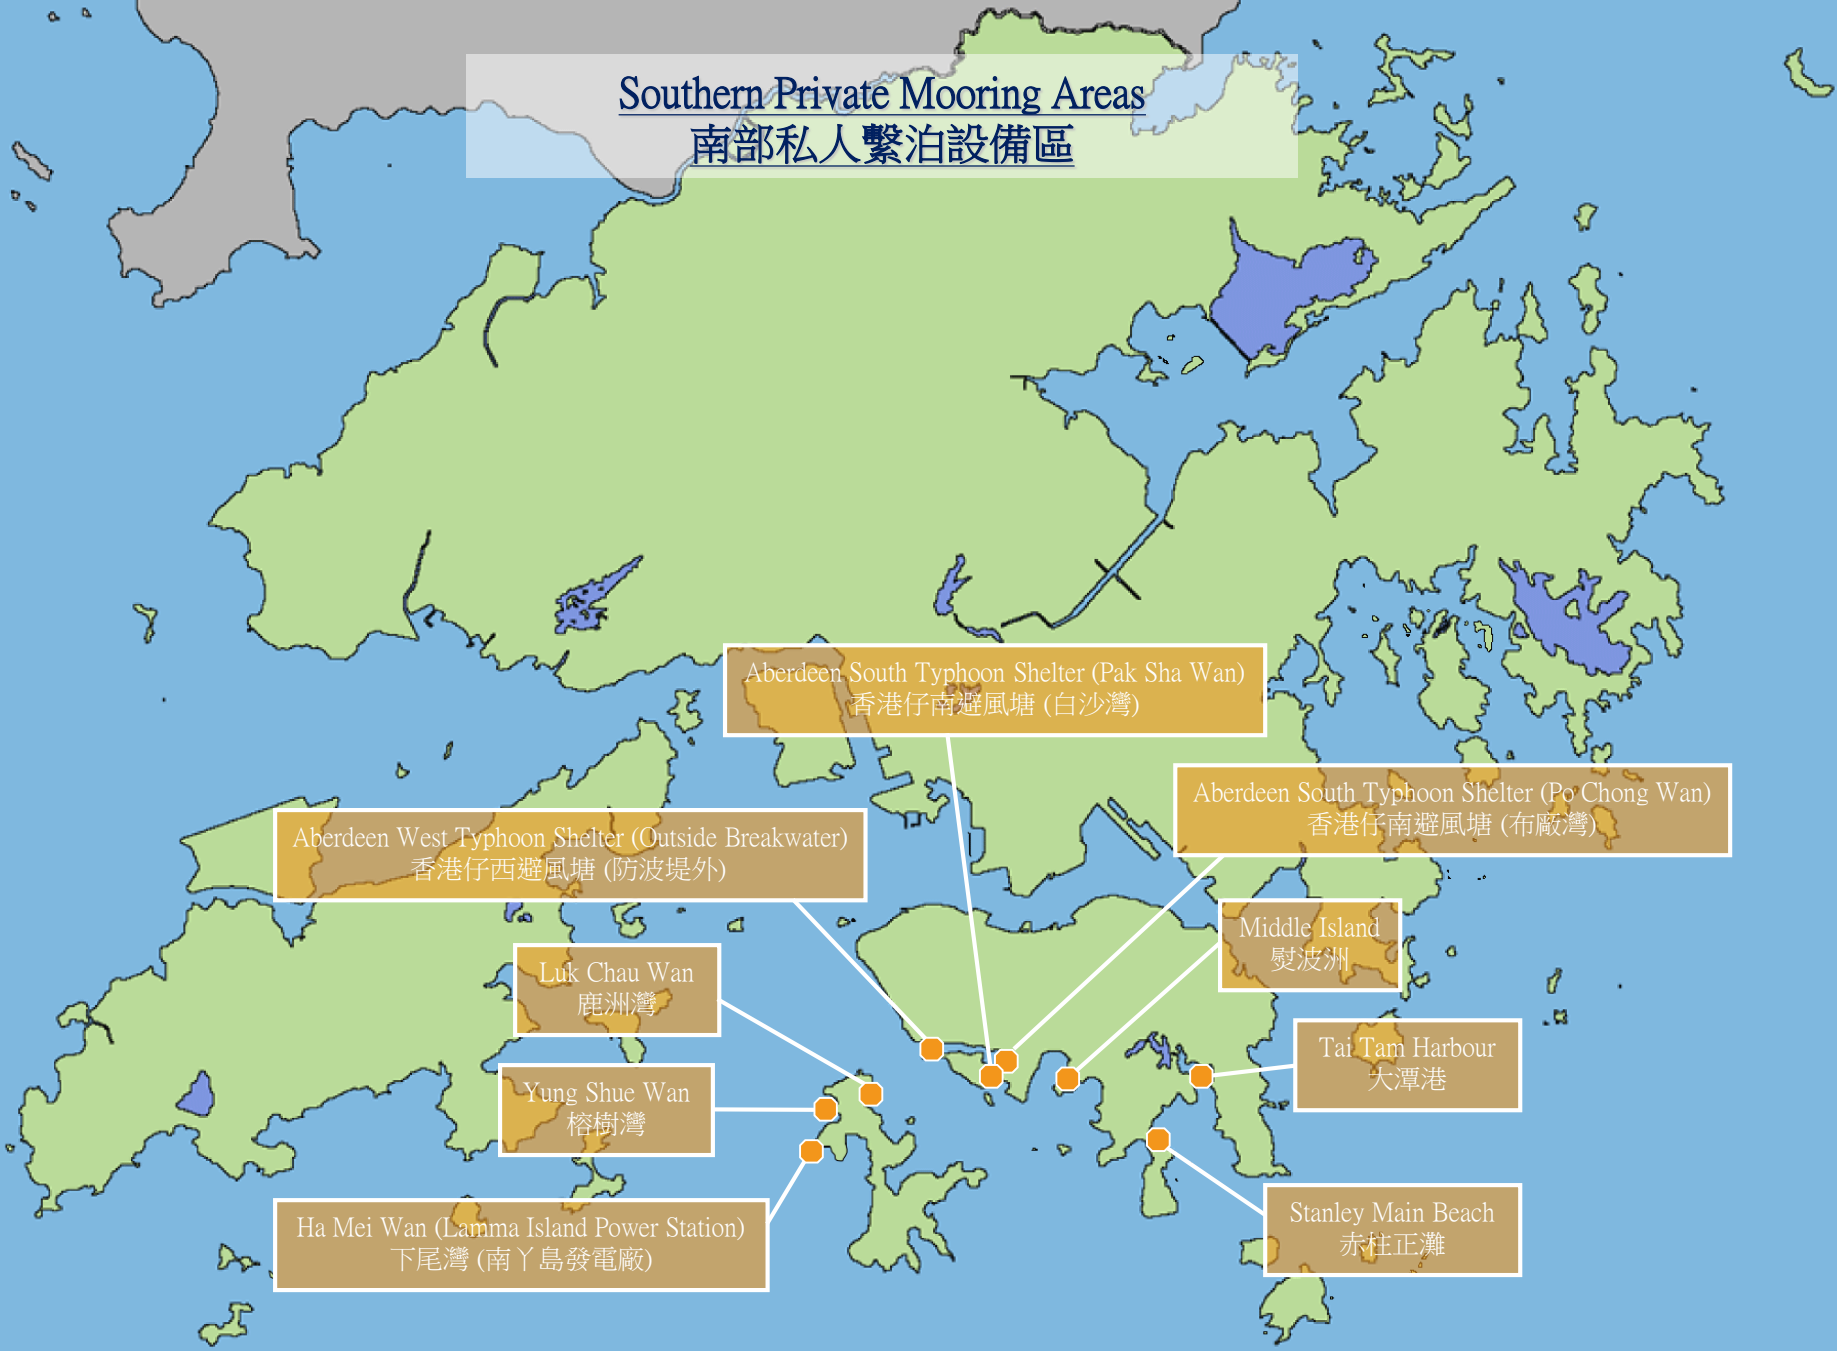 Southern Private Mooring Areas
南部私人繫泊設備區
Aberdeen South Typhoon Shelter (Pak Sha Wan)
香港仔南避風塘 (白沙灣)
Aberdeen South Typhoon Shelter (Po Chong Wan)
香港仔南避風塘 (布廠灣)
Aberdeen West Typhoon Shelter (Outside Breakwater)
香港仔西避風塘 (防波堤外)
Middle Island
熨波洲
Luk Chau Wan
鹿洲灣
Tai Tam Harbour
大潭港
Yung Shue Wan
榕樹灣
Stanley Main Beach
赤柱正灘
Ha Mei Wan (Lamma Island Power Station)
下尾灣 (南丫島發電廠)